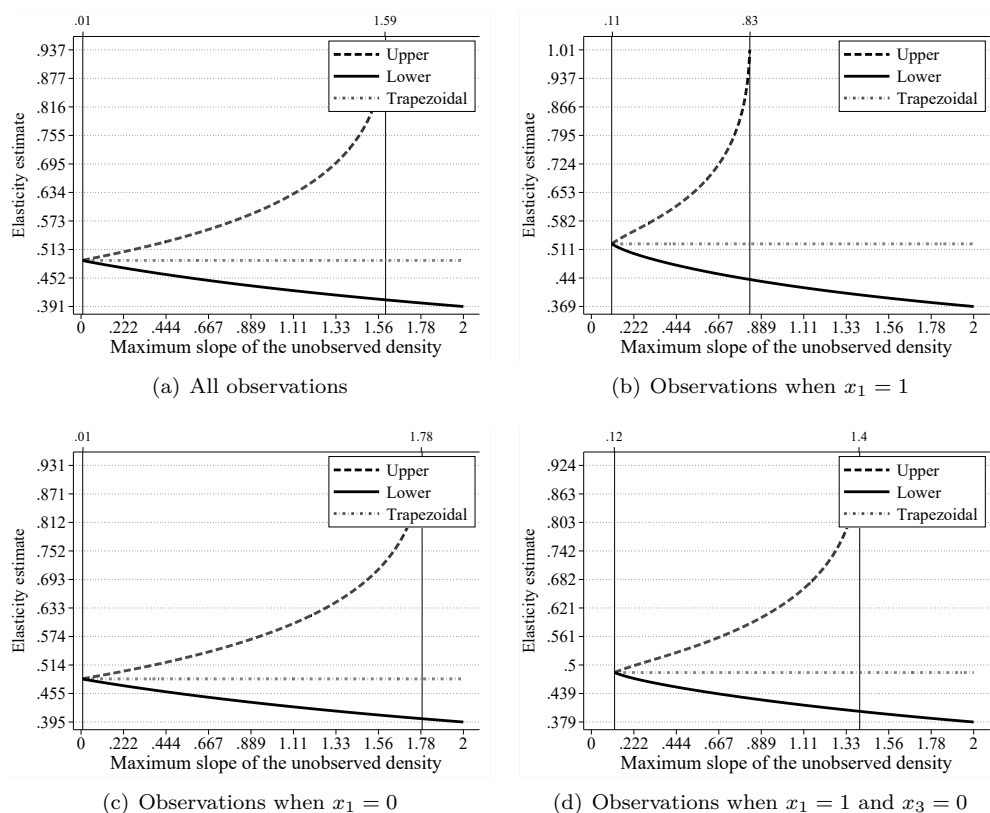 .01 1.59
.937
.877
.816
.755
.695
.634
.573
.513
.452
.391
Elasticity estimate
Upper
Lower
Trapezoidal
0 .222 .444 .667 .889 1.11 1.33 1.56 1.78 2
Maximum slope of the unobserved density
(a) All observations
.11 .83
1.01
.937
.866
.795
.724
.653
.582
.511
.44
.369
Elasticity estimate
Upper
Lower
Trapezoidal
0 .222 .444 .667 .889 1.11 1.33 1.56 1.78 2
Maximum slope of the unobserved density
(b) Observations when x₁ = 1
.01 1.78
.931
.871
.812
.752
.693
.633
.574
.514
.455
.395
Elasticity estimate
Upper
Lower
Trapezoidal
0 .222 .444 .667 .889 1.11 1.33 1.56 1.78 2
Maximum slope of the unobserved density
(c) Observations when x₁ = 0
.12 1.4
.924
.863
.803
.742
.682
.621
.561
.5
.439
.379
Elasticity estimate
Upper
Lower
Trapezoidal
0 .222 .444 .667 .889 1.11 1.33 1.56 1.78 2
Maximum slope of the unobserved density
(d) Observations when x₁ = 1 and x₃ = 0